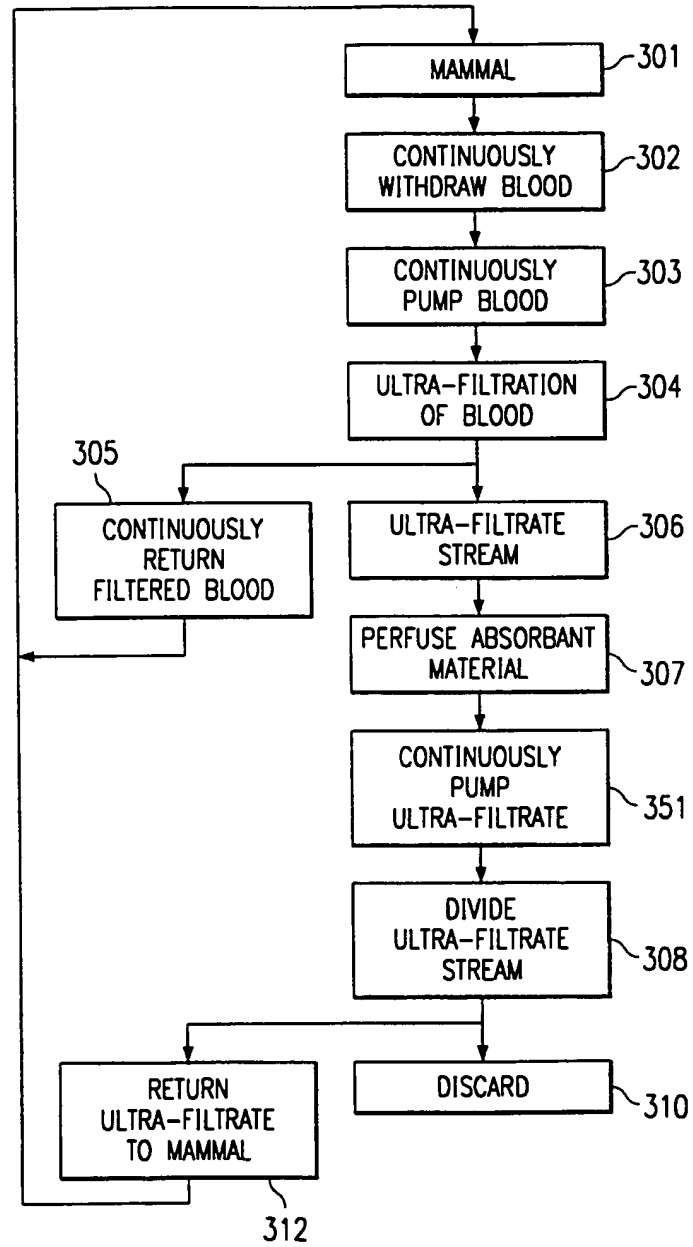 MAMMAL
301
CONTINUOUSLY
WITHDRAW BLOOD
302
CONTINUOUSLY
PUMP BLOOD
303
ULTRA-FILTRATION
OF BLOOD
304
305
CONTINUOUSLY
RETURN
FILTERED BLOOD
ULTRA-FILTRATE
STREAM
306
PERFUSE ABSORBANT
MATERIAL
307
CONTINUOUSLY
PUMP
ULTRA-FILTRATE
351
DIVIDE
ULTRA-FILTRATE
STREAM
308
RETURN
ULTRA-FILTRATE
TO MAMMAL
312
DISCARD
310